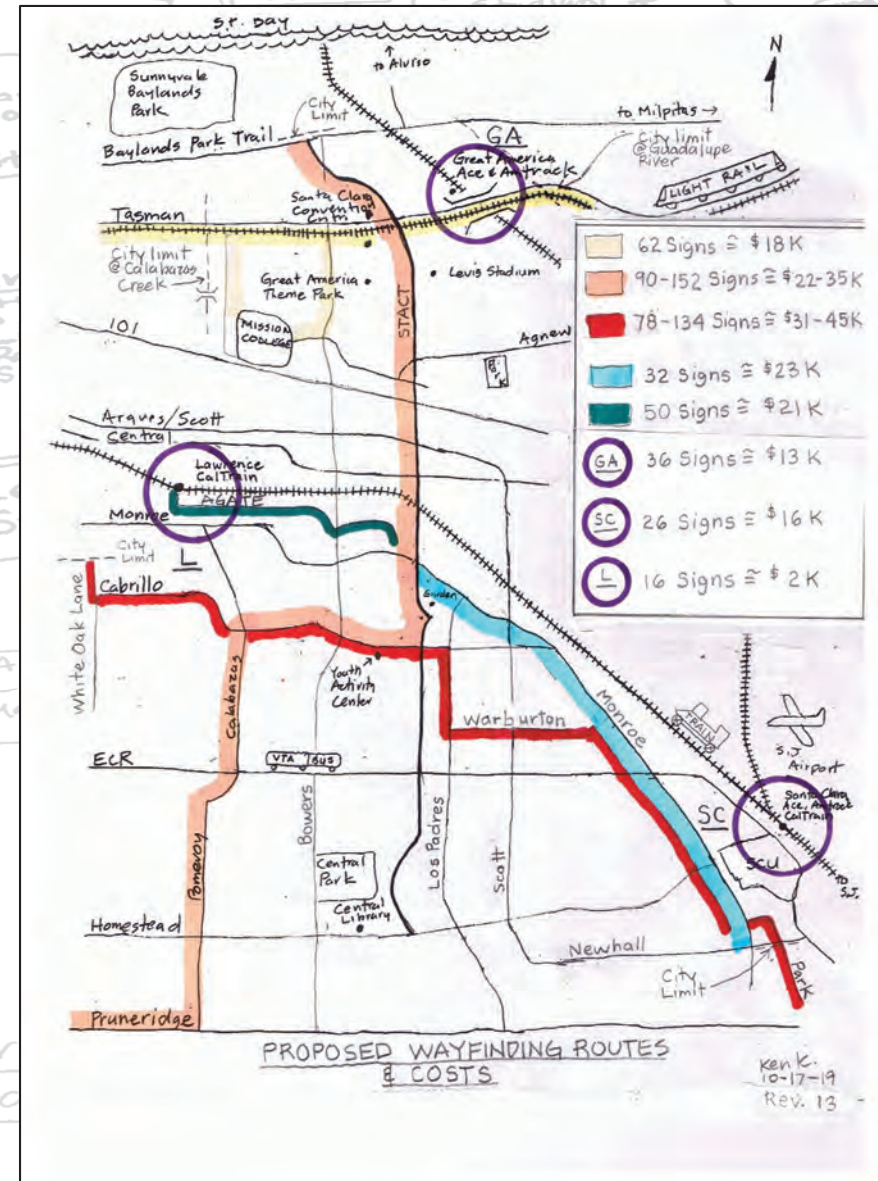 S.F. Bay
to Alviso
N
Sunnyvale
Baylands
Park
City
Limit
to Milpitas →
Baylands Park Trail
GA
City limit
@Guadalupe
River
Great America
Ace & Amtrack
LIGHT RAIL
Santa Clara
Convention
Cntr
Tasman
City limit
@Calabazas
Creek
Great America
Theme Park
Levis Stadium
62 Signs ≅ $18K
90-152 Signs ≅ $22-35K
78-134 Signs ≅ $31-45K
32 Signs ≅ $23K
50 Signs ≅ $21K
GA 36 Signs ≅ $13K
SC 26 Signs ≅ $16K
L 16 Signs ≅ $2K
STACT
101
MISSION
COLLEGE
Agnew
Arques/Scott
Central
Lawrence
CalTrain
AGATE
Monroe
City
Limit
L
Cabrillo
White Oak Lane
Youth
Activity
Center
Calabazas
Warburton
Monroe
TRAIN
S.J.
Airport
ECR
VTA BUS
Santa Clara
Ace, Amtrack
CalTrain
SC
SCU
to
S.J.
Bowers
Los Padres
Scott
Pomeroy
Central
Park
Central
Library
Homestead
Newhall
City
Limit
Park
Pruneridge
PROPOSED WAYFINDING ROUTES
& COSTS
Ken K.
10-17-19
Rev. 13